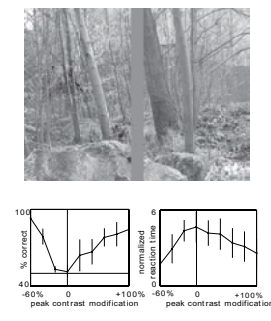 100
% correct
40
-60% 0 +100%
peak contrast modification
6
normalized
reaction time
0
-60% 0 +100%
peak contrast modification